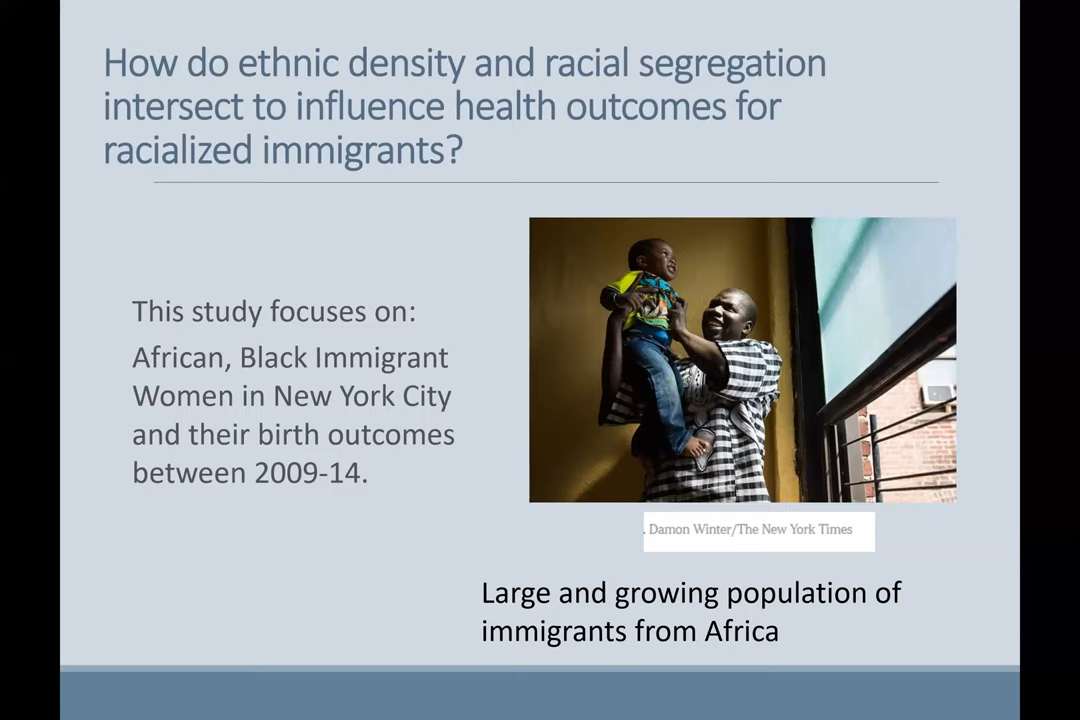 How do ethnic density and racial segregation
intersect to influence health outcomes for
racialized immigrants?
This study focuses on:
African, Black Immigrant
Women in New York City
and their birth outcomes
between 2009-14.
. Damon Winter/The New York Times
Large and growing population of
immigrants from Africa